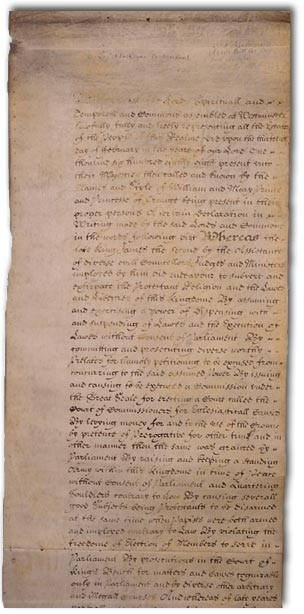 Lords Spirituall and
Temporall and Commons assembled at Westminster
lawfully fully and freely representing all the Estates
of the People of this Realme did upon the
day of February in the yeare of our Lord One
thousand six hundred eighty eight present unto
their Majesties then called and known by the
Names and Stile of William and Mary Prince
and Princesse of Orange being present in their
proper Persons A certain Declaration in
Writeing made by the said Lords and Commons
in the words following viz Whereas the
late King James the Second by the Assistance
of diverse evill Councellors Judges and Ministers
imployed by him did endeavour to subvert and
extirpate the Protestant Religion and the Lawes
and Liberties of this Kingdome By assuming
and exercising a power of Dispensing with
and suspending of Lawes and the Execution of
Lawes without Consent of Parliament By
committing and prosecuting diverse worthy
Prelates for humbly petitioning to be excused from
concurring to the said assumed Power By issuing
and causing to be executed a Commission under
the Great Seale for erecting a Court called the
Court of Commissioners for Ecclesiasticall Causes
By levying money for and to the use of the Crowne
by pretence of Prerogative for other time and in
other manner then the same was granted by
Parliament By raising and keeping a standing
Army within this Kingdome in time of Peace
without Consent of Parliament and Quartering
Souldiers contrary to Law By causing severall
good Subjects being Protestants to be disarmed
at the same time when Papists were both armed
and imployed contrary to Law By violating the
freedome of Election of Members to serve in
Parliament By prosecutions in the Court of
Kings Bench for matters and causes cognizable
only in Parliament and by diverse other arbitrary
and illegall Courses And whereas of late yeares